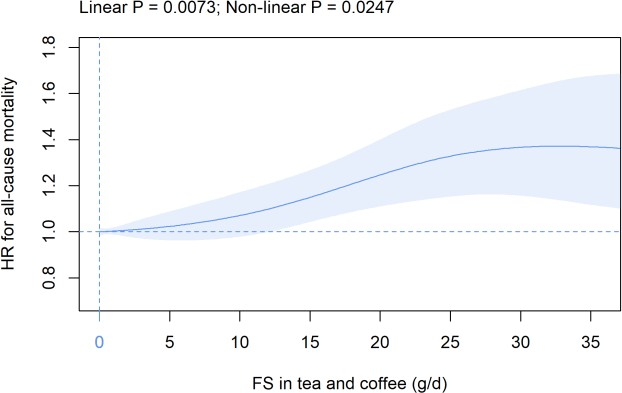 Linear P = 0.0073; Non-linear P = 0.0247
HR for all-cause mortality
1.8
1.6
1.4
1.2
1.0
0.8
0 5 10 15 20 25 30 35
FS in tea and coffee (g/d)